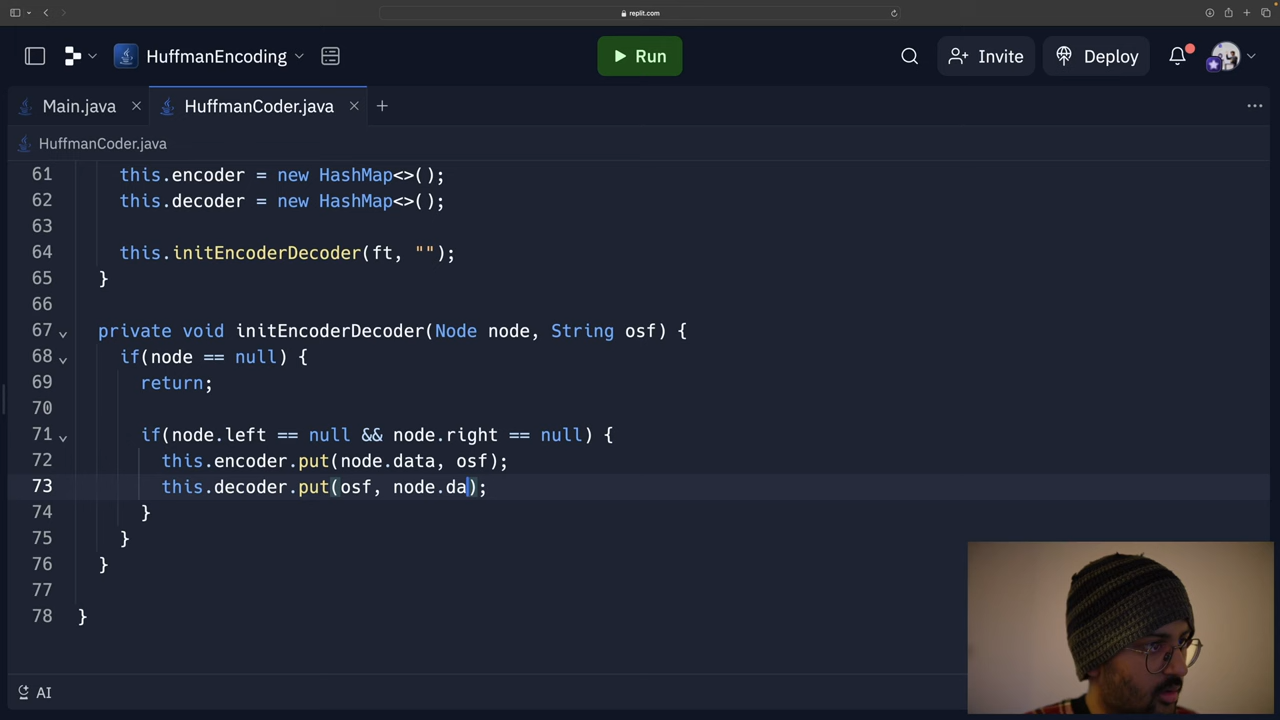 replit.com
HuffmanEncoding
Run
Invite
Deploy
Main.java
HuffmanCoder.java
HuffmanCoder.java
61 this.encoder = new HashMap<>();
62 this.decoder = new HashMap<>();
63
64 this.initEncoderDecoder(ft, "");
65 }
66
67 private void initEncoderDecoder(Node node, String osf) {
68 if(node == null) {
69 return;
70
71 if(node.left == null && node.right == null) {
72 this.encoder.put(node.data, osf);
73 this.decoder.put(osf, node.da);
74 }
75 }
76 }
77
78 }
AI